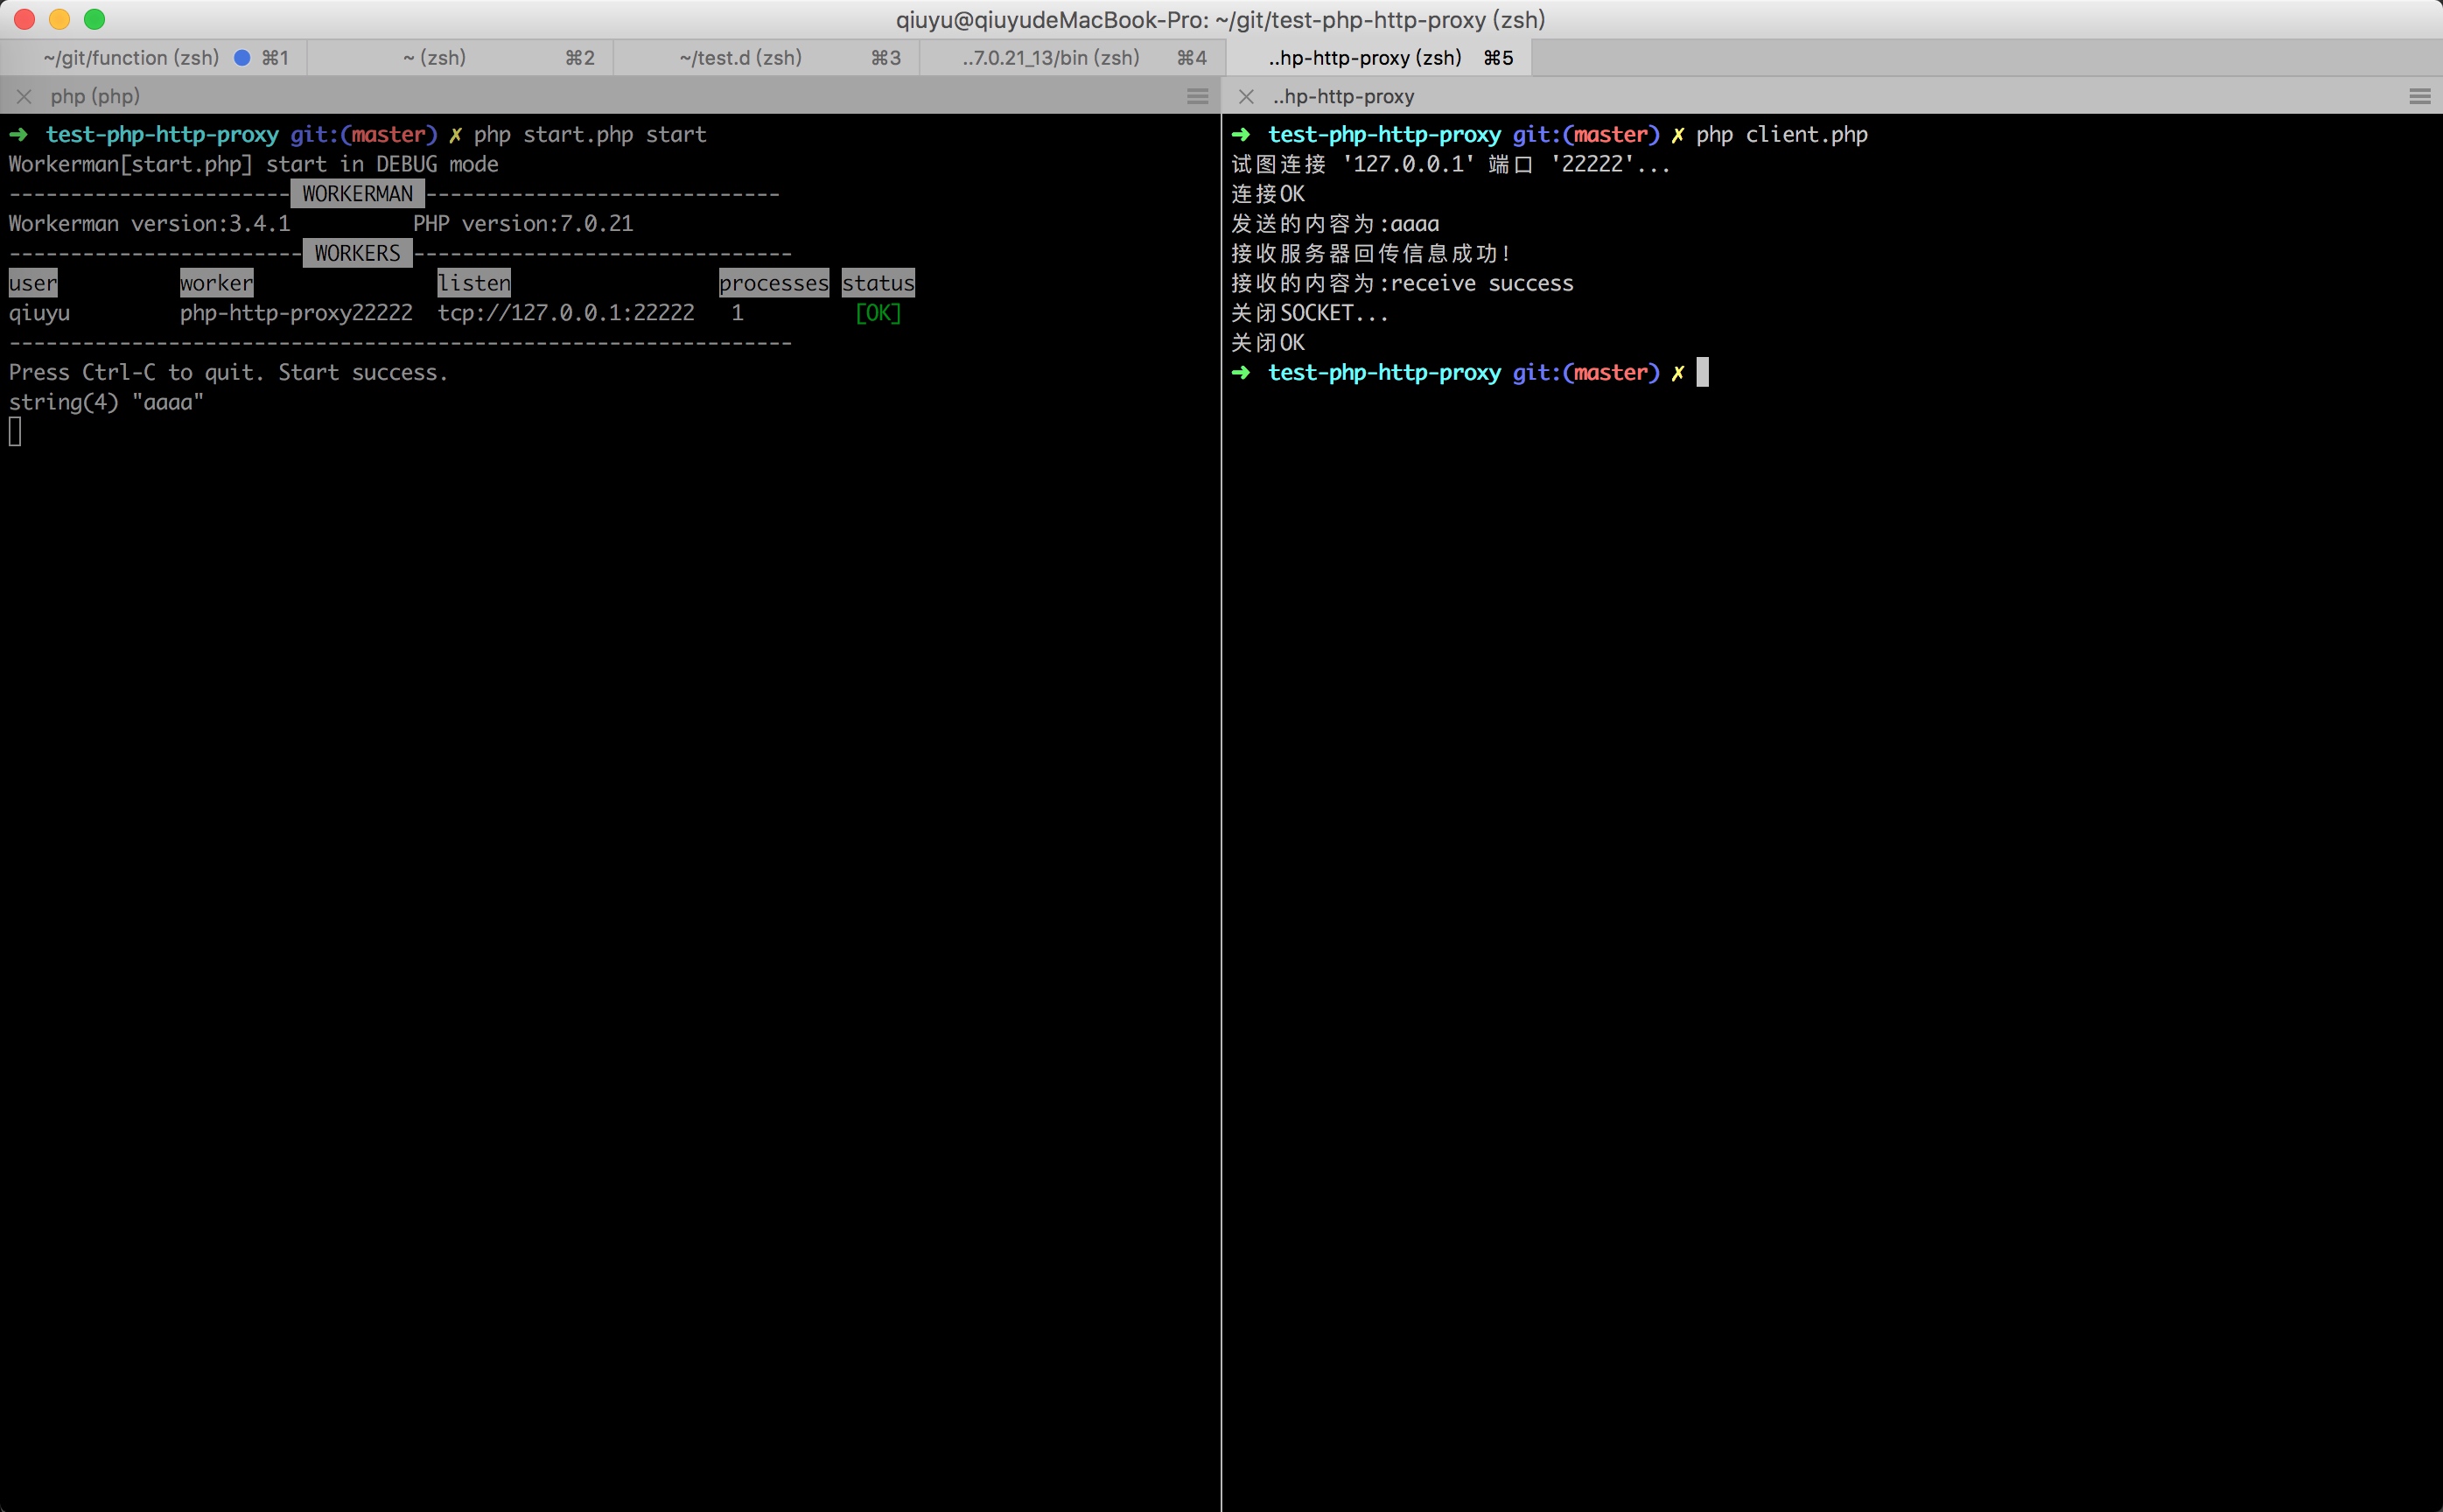 qiuyu@qiuyudeMacBook-Pro: ~/git/test-php-http-proxy (zsh)
~/git/function (zsh) ⌘1 ~ (zsh) ⌘2 ~/test.d (zsh) ⌘3 ..7.0.21_13/bin (zsh) ⌘4 ..hp-http-proxy (zsh) ⌘5
php (php)
➜ test-php-http-proxy git:(master) ✗ php start.php start
Workerman[start.php] start in DEBUG mode
----------------------- WORKERMAN -----------------------------
Workerman version:3.4.1          PHP version:7.0.21
------------------------ WORKERS -------------------------------
user          worker               listen                 processes status
qiuyu         php-http-proxy22222  tcp://127.0.0.1:22222   1         [OK]
----------------------------------------------------------------
Press Ctrl-C to quit. Start success.
string(4) "aaaa"
..hp-http-proxy
➜ test-php-http-proxy git:(master) ✗ php client.php
试图连接 '127.0.0.1' 端口 '22222'...
连接OK
发送的内容为:aaaa
接收服务器回传信息成功!
接收的内容为:receive success
关闭SOCKET...
关闭OK
➜ test-php-http-proxy git:(master) ✗